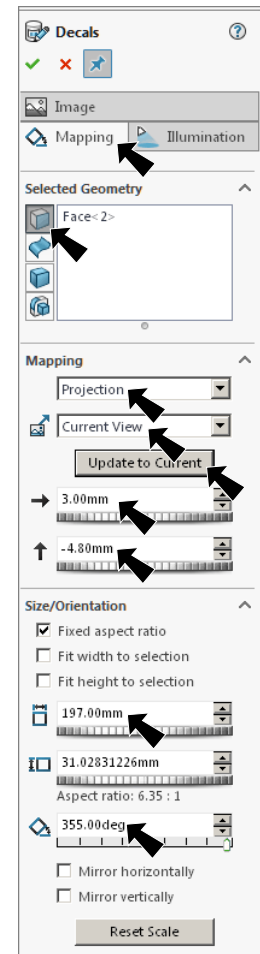 Decals
Image
Mapping
Illumination
Selected Geometry
Face<2>
Mapping
Projection
Current View
Update to Current
3.00mm
-4.80mm
Size/Orientation
Fixed aspect ratio
Fit width to selection
Fit height to selection
197.00mm
31.02831226mm
Aspect ratio: 6.35 : 1
355.00deg
Mirror horizontally
Mirror vertically
Reset Scale